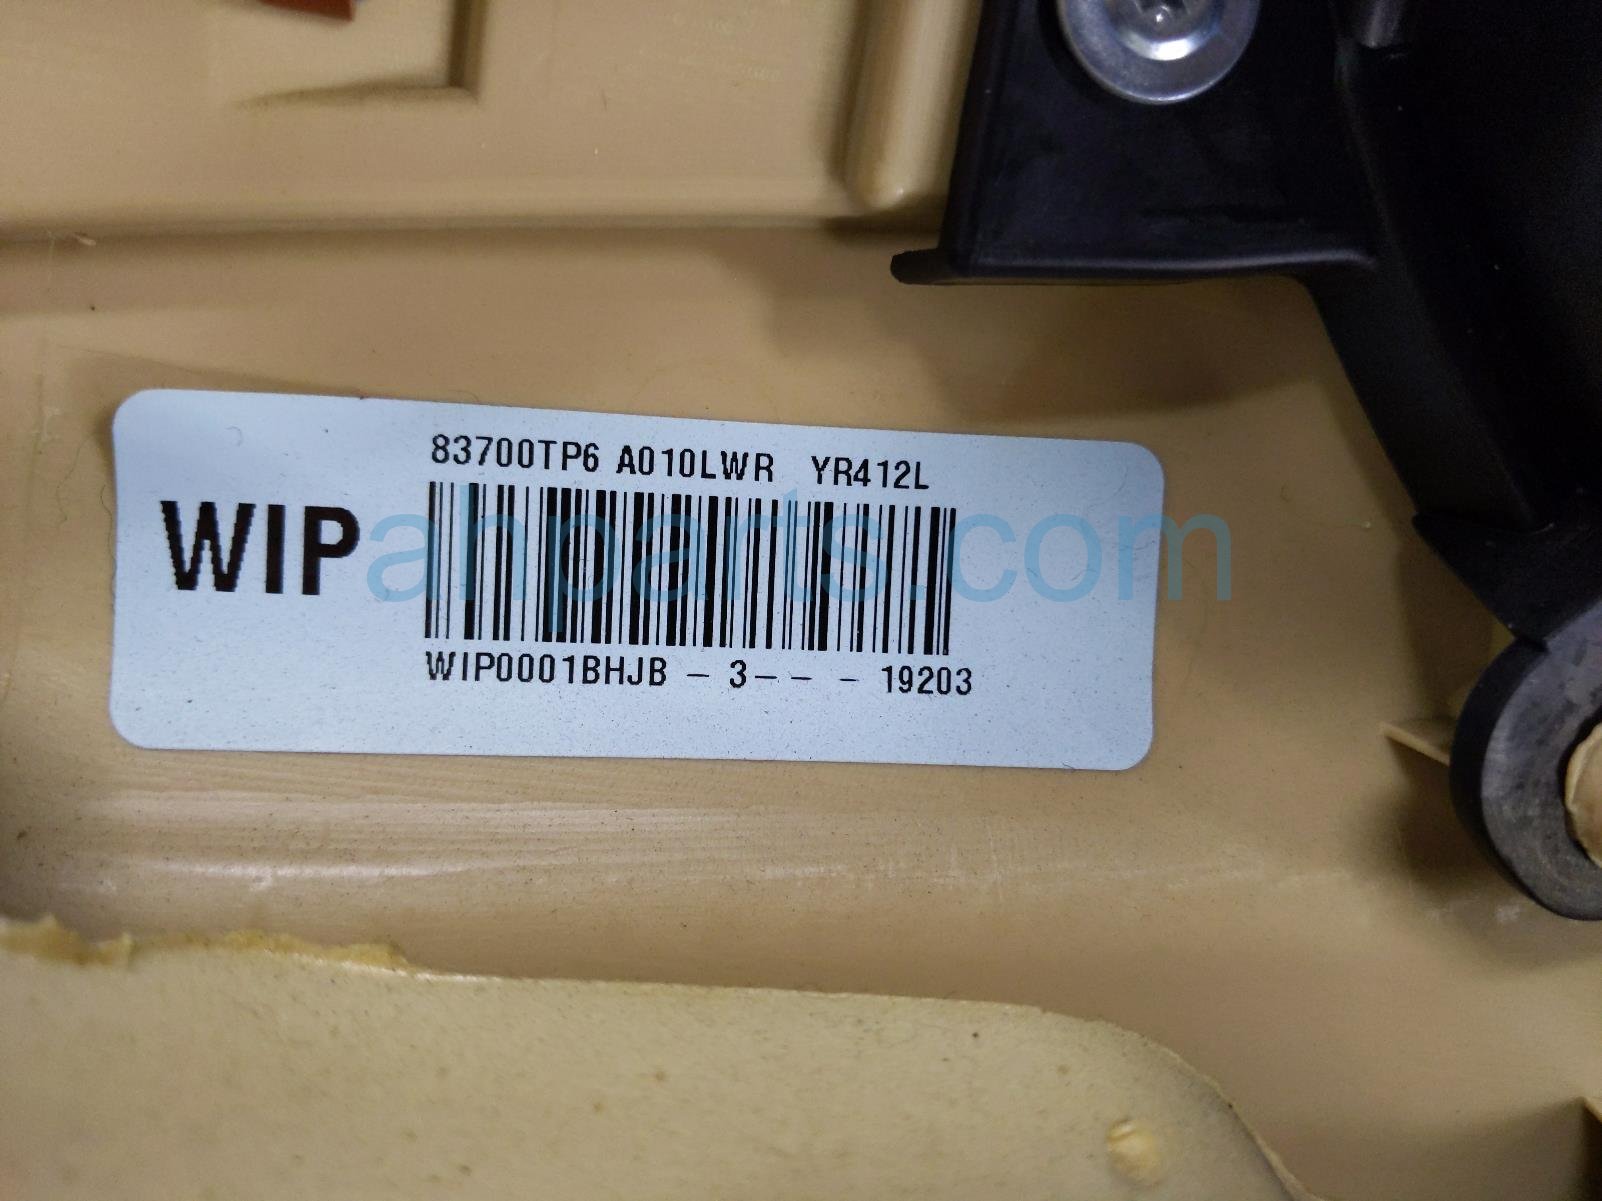 83700TP6 A010LWR YR412L
WIP
ahparts.com
WIP0001BHJB - 3- - - 19203